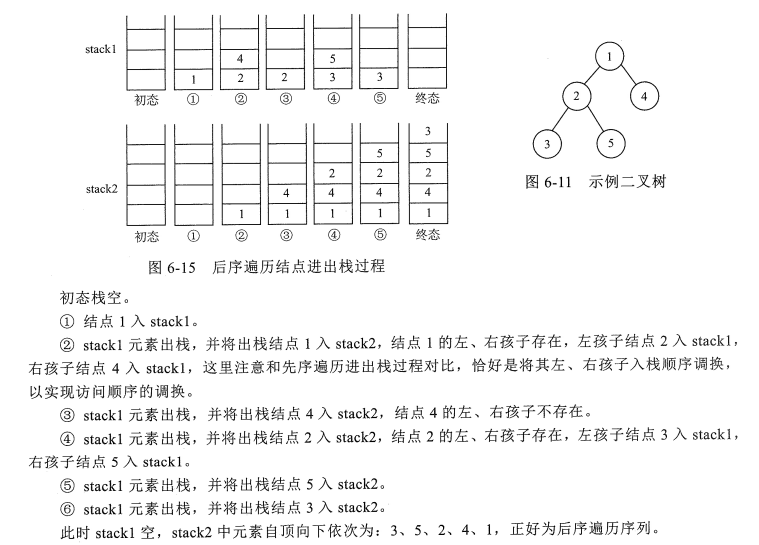 stack1
4 5
1 2 2 3 3
初态 ① ② ③ ④ ⑤ 终态
3
5 5
2 2 2
stack2
4 4 4 4
1 1 1 1 1
初态 ① ② ③ ④ ⑤ 终态
图 6-15 后序遍历结点进出栈过程
1
2 4
3 5
图 6-11 示例二叉树
初态栈空。
① 结点 1 入 stack1。
② stack1 元素出栈，并将出栈结点 1 入 stack2，结点 1 的左、右孩子存在，左孩子结点 2 入 stack1，
右孩子结点 4 入 stack1，这里注意和先序遍历进出栈过程对比，恰好是将其左、右孩子入栈顺序调换，
以实现访问顺序的调换。
③ stack1 元素出栈，并将出栈结点 4 入 stack2，结点 4 的左、右孩子不存在。
④ stack1 元素出栈，并将出栈结点 2 入 stack2，结点 2 的左、右孩子存在，左孩子结点 3 入 stack1，
右孩子结点 5 入 stack1。
⑤ stack1 元素出栈，并将出栈结点 5 入 stack2。
⑥ stack1 元素出栈，并将出栈结点 3 入 stack2。
此时 stack1 空，stack2 中元素自顶向下依次为：3、5、2、4、1，正好为后序遍历序列。